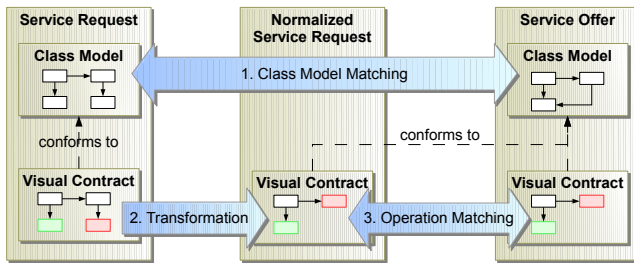 Service Request
Normalized
Service Request
Service Offer
Class Model
Class Model
1. Class Model Matching
conforms to
conforms to
Visual Contract
Visual Contract
Visual Contract
2. Transformation
3. Operation Matching